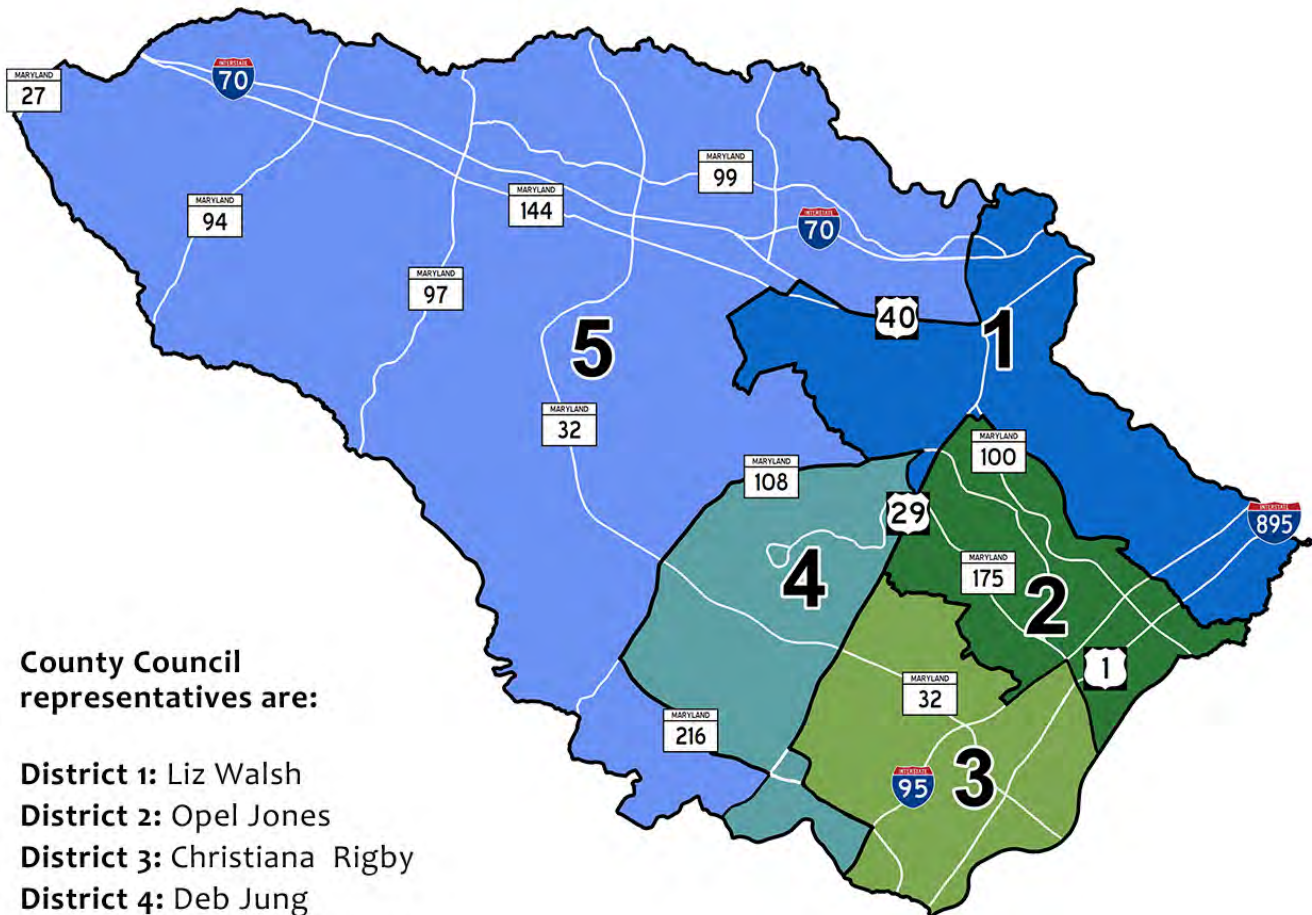 MARYLAND
27
INTERSTATE
70
MARYLAND
94
MARYLAND
97
MARYLAND
144
MARYLAND
99
INTERSTATE
70
40
1
5
MARYLAND
32
MARYLAND
108
MARYLAND
100
29
INTERSTATE
895
4
MARYLAND
175
2
1
MARYLAND
32
MARYLAND
216
INTERSTATE
95
3
County Council
representatives are:
District 1: Liz Walsh
District 2: Opel Jones
District 3: Christiana Rigby
District 4: Deb Jung